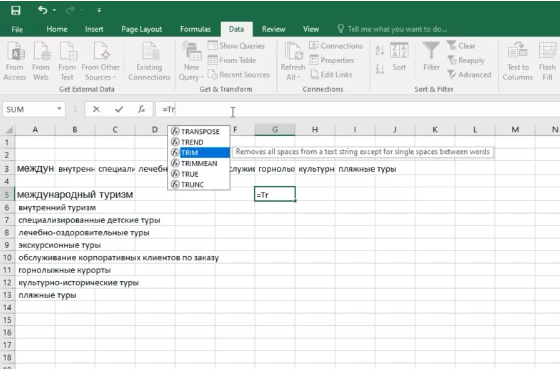 File Home Insert Page Layout Formulas Data Review View Tell me what you want to do...
From Access From Web From Text From Other Sources Existing Connections New Query Show Queries From Table Recent Sources Refresh All Connections Properties Edit Links Sort Filter Clear Reapply Advanced Text to Columns Flash Fill
Get External Data Get & Transform Connections Sort & Filter
SUM fx =Tr
A B C D F G H I J K L M N
TRANSPOSE
TREND
TRIM Removes all spaces from a text string except for single spaces between words
TRIMMEAN
TRUE
TRUNC
1
2
3 междун внутренн специали лечебн служив горнолыж культурн пляжные туры
4
5 международный туризм =Tr
6 внутренний туризм
7 специализированные детские туры
8 лечебно-оздоровительные туры
9 экскурсионные туры
10 обслуживание корпоративных клиентов по заказу
11 горнолыжные курорты
12 культурно-исторические туры
13 пляжные туры
14
15
16
17
18